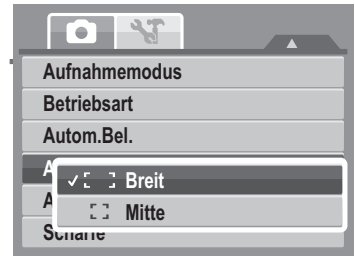 Aufnahmemodus
Betriebsart
Autom.Bel.
A
Breit
A
Mitte
Schärfe